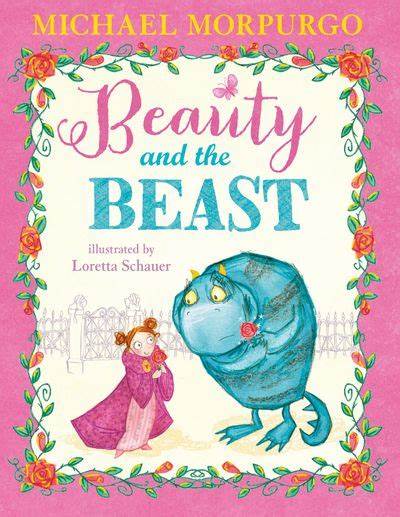 MICHAEL MORPURGO
Beauty
and the
BEAST
illustrated by
Loretta Schauer